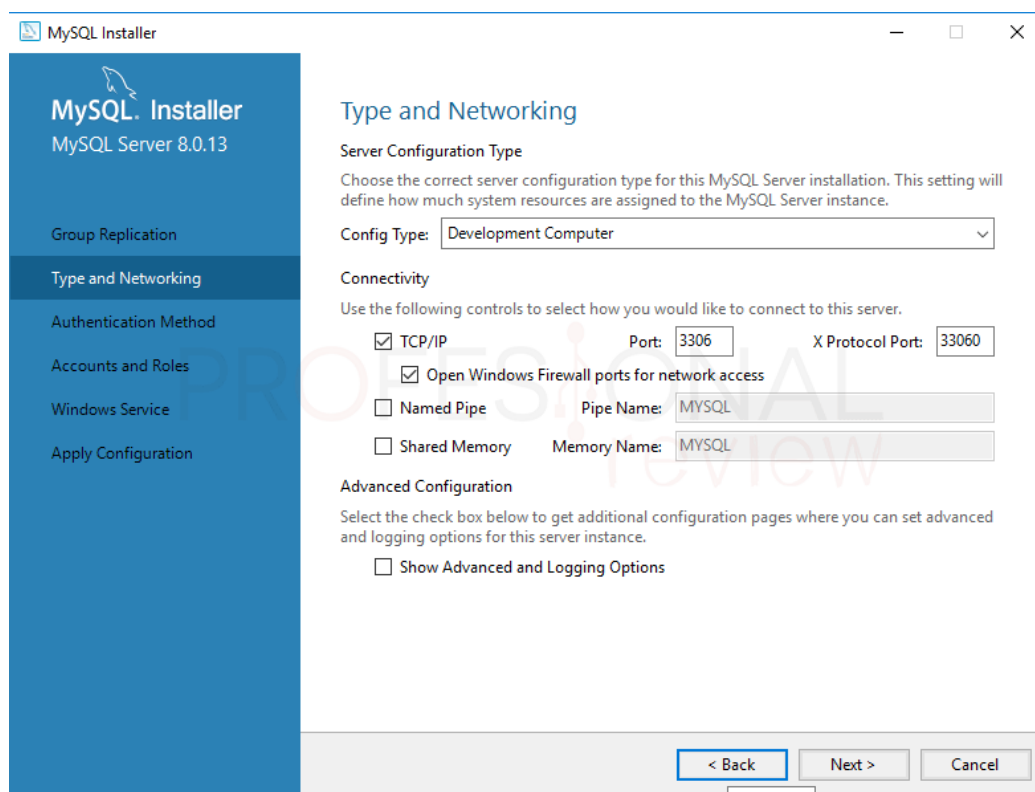 MySQL Installer
MySQL. Installer
MySQL Server 8.0.13
Group Replication
Type and Networking
Authentication Method
Accounts and Roles
Windows Service
Apply Configuration
Type and Networking
Server Configuration Type
Choose the correct server configuration type for this MySQL Server installation. This setting will
define how much system resources are assigned to the MySQL Server instance.
Config Type: Development Computer
Connectivity
Use the following controls to select how you would like to connect to this server.
TCP/IP Port: 3306 X Protocol Port: 33060
Open Windows Firewall ports for network access
Named Pipe Pipe Name: MYSQL
Shared Memory Memory Name: MYSQL
PROFESIONAL
review
Advanced Configuration
Select the check box below to get additional configuration pages where you can set advanced
and logging options for this server instance.
Show Advanced and Logging Options
< Back Next > Cancel